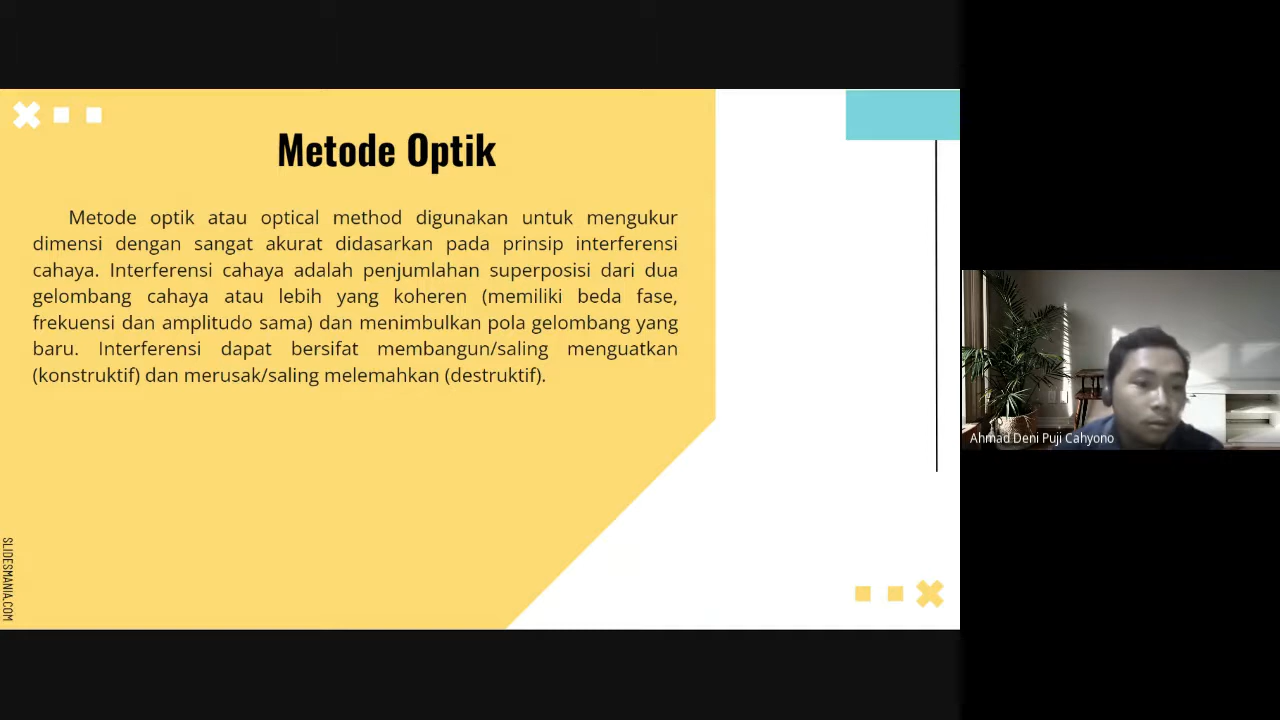 Metode Optik
Metode optik atau optical method digunakan untuk mengukur
dimensi dengan sangat akurat didasarkan pada prinsip interferensi
cahaya. Interferensi cahaya adalah penjumlahan superposisi dari dua
gelombang cahaya atau lebih yang koheren (memiliki beda fase,
frekuensi dan amplitudo sama) dan menimbulkan pola gelombang yang
baru. Interferensi dapat bersifat membangun/saling menguatkan
(konstruktif) dan merusak/saling melemahkan (destruktif).
SLIDESMANIA.COM
Ahmad Deni Puji Cahyono